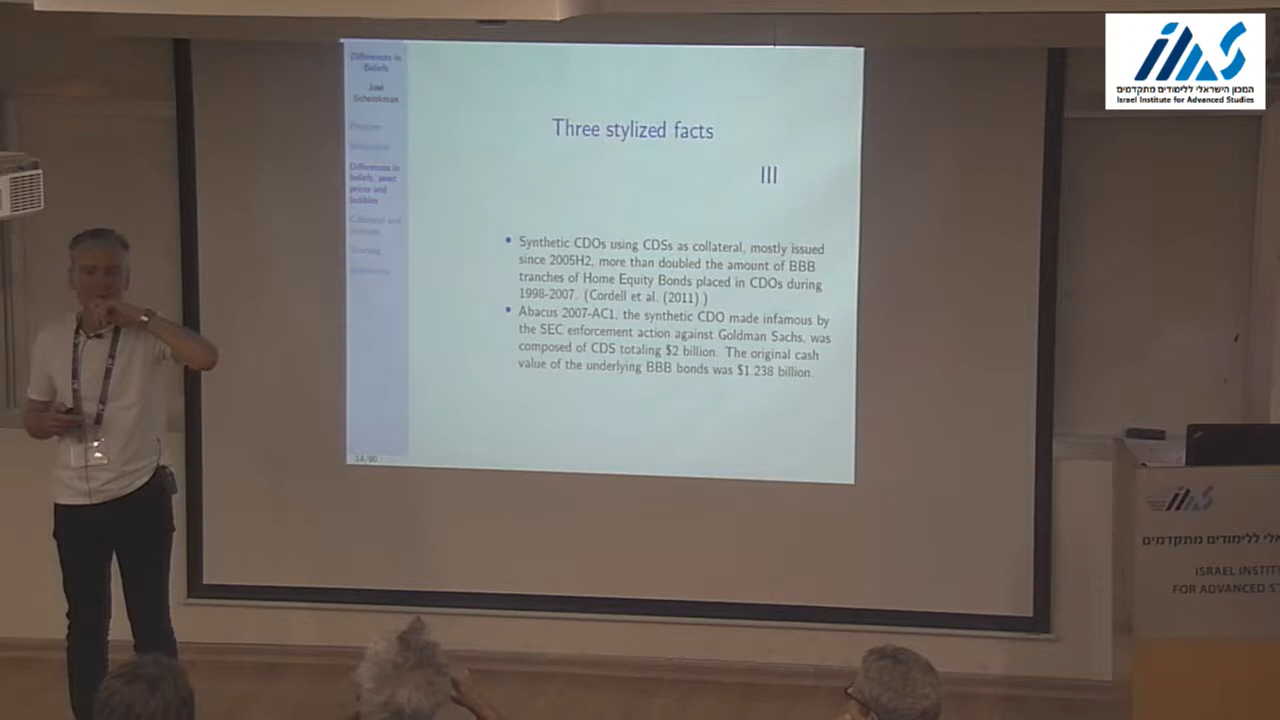 המכון הישראלי ללימודים מתקדמים
Israel Institute for Advanced Studies
Differences in
Beliefs
José
Scheinkman
Differences in
beliefs, asset
prices and
bubbles
Three stylized facts
III
• Synthetic CDOs using CDSs as collateral, mostly issued
since 2005H2, more than doubled the amount of BBB
tranches of Home Equity Bonds placed in CDOs during
1998-2007. (Cordell et al. (2011) )
• Abacus 2007-AC1, the synthetic CDO made infamous by
the SEC enforcement action against Goldman Sachs, was
composed of CDS totaling $2 billion. The original cash
value of the underlying BBB bonds was $1.238 billion.
14/90
ללימודים מתקדמים
ISRAEL
FOR ADVANCED